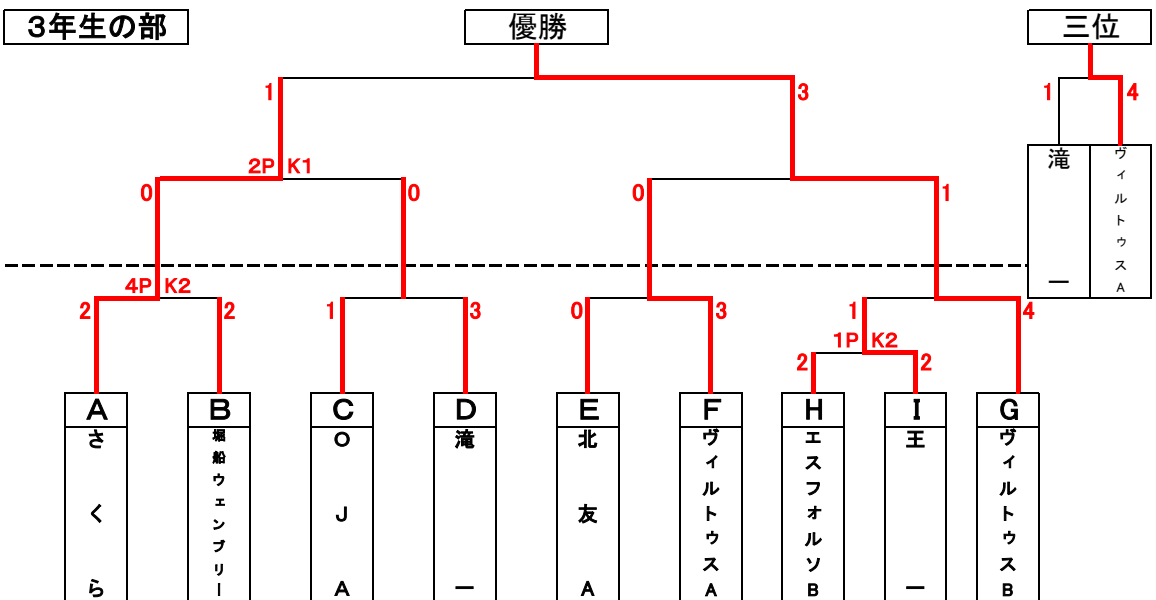 3年生の部
優勝
三位
1
3
1
4
2P K1
滝一
ヴィルトゥスA
0
0
0
1
4P K2
2
2
1
3
0
3
1
4
1P K2
2
2
A
B
C
D
E
F
H
I
G
さくら
堀船ウェンブリー
OJA
滝一
北友A
ヴィルトゥスA
エスフォルソB
王一
ヴィルトゥスB